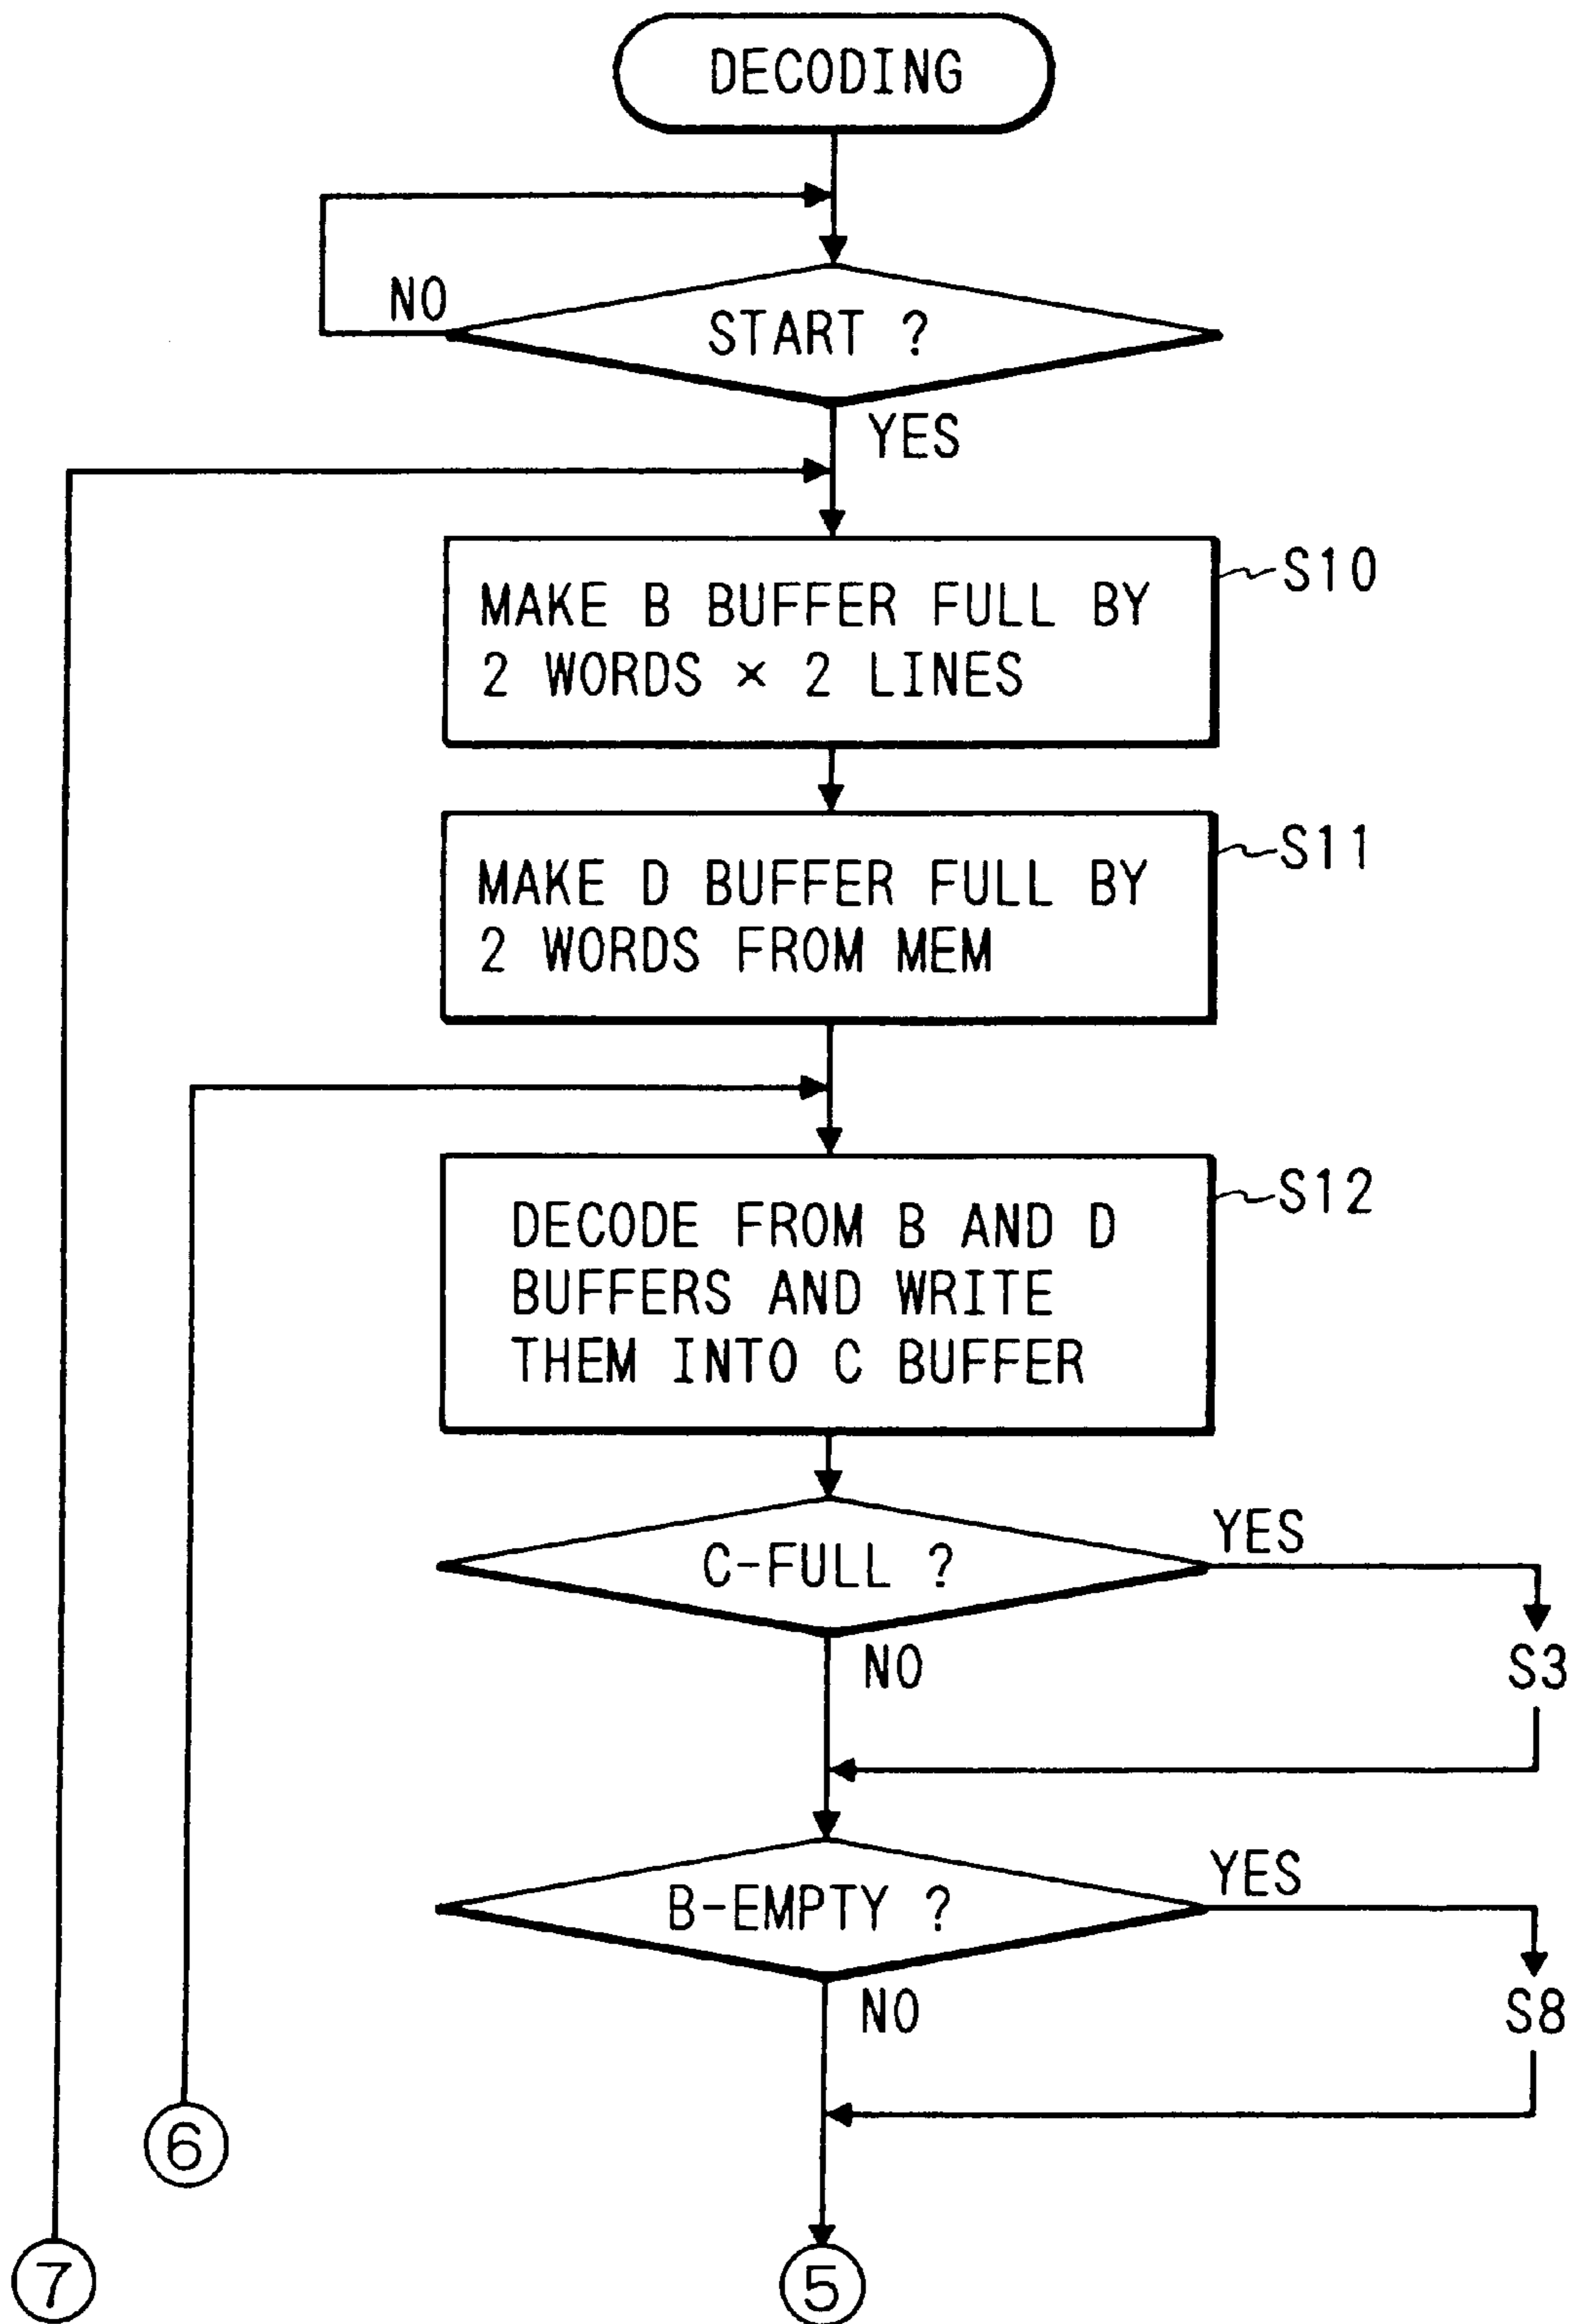 DECODING
NO
START ?
YES
MAKE B BUFFER FULL BY
2 WORDS × 2 LINES
S10
MAKE D BUFFER FULL BY
2 WORDS FROM MEM
S11
DECODE FROM B AND D
BUFFERS AND WRITE
THEM INTO C BUFFER
S12
C-FULL ?
YES
NO
S3
B-EMPTY ?
YES
NO
S8
6
7
5